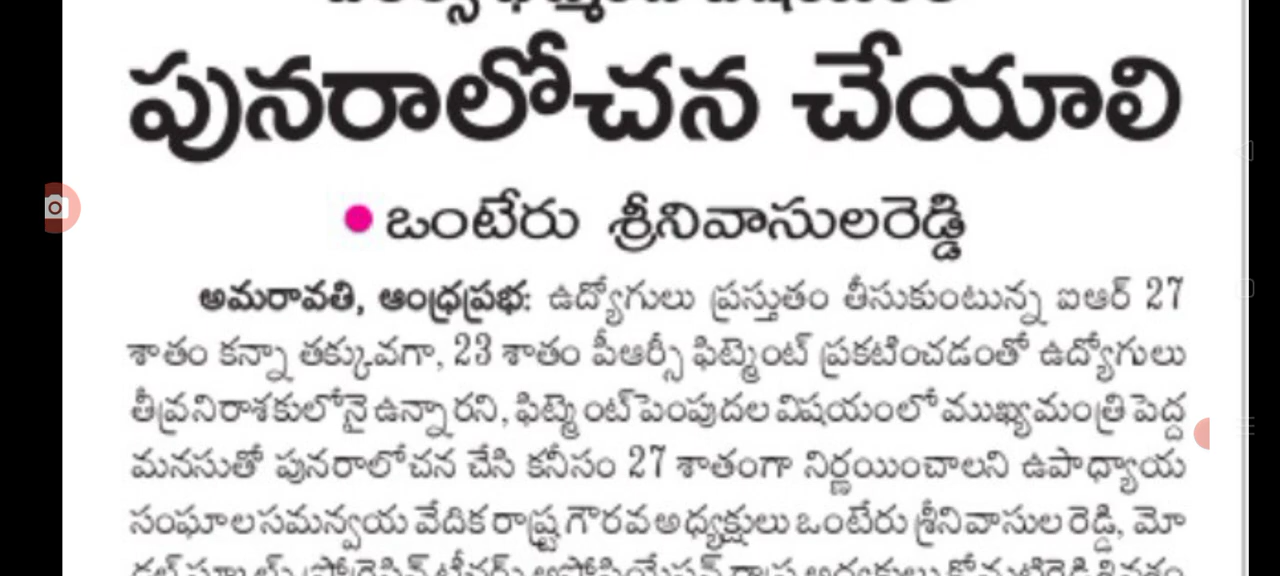 పునరాలోచన చేయాలి
ఒంటేరు శ్రీనివాసులరెడ్డి
అమరావతి, ఆంధ్రప్రభ: ఉద్యోగులు ప్రస్తుతం తీసుకుంటున్న ఐఆర్ 27
శాతం కన్నా తక్కువగా, 23 శాతం పీఆర్సీ ఫిట్మెంట్ ప్రకటించడంతో ఉద్యోగులు
తీవ్రనిరాశకులోనై ఉన్నారని, ఫిట్మెంట్ పెంపుదల విషయంలో ముఖ్యమంత్రి పెద్ద
మనసుతో పునరాలోచన చేసి కనీసం 27 శాతంగా నిర్ణయించాలని ఉపాధ్యాయ
సంఘాల సమన్వయ వేదిక రాష్ట్ర గౌరవ అధ్యక్షులు ఒంటేరు శ్రీనివాసుల రెడ్డి, మో